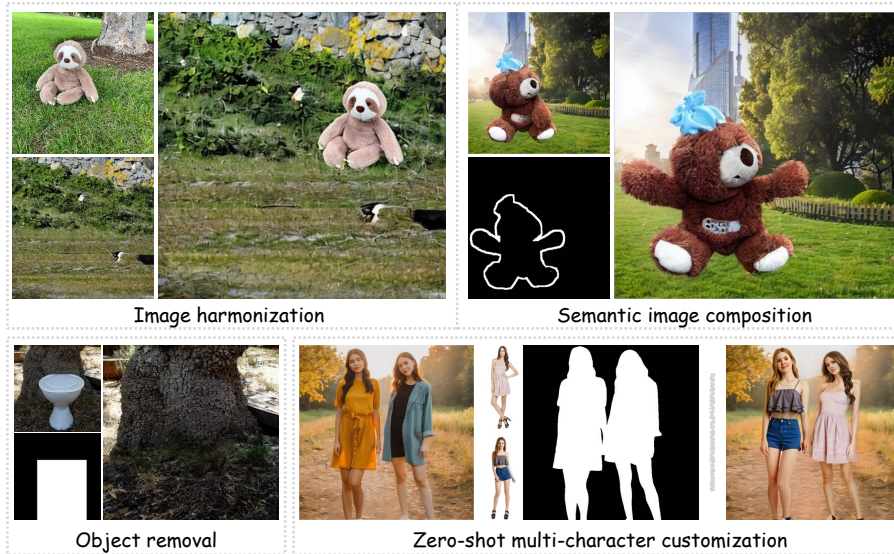 Image harmonization
Semantic image composition
Object removal
Zero-shot multi-character customization